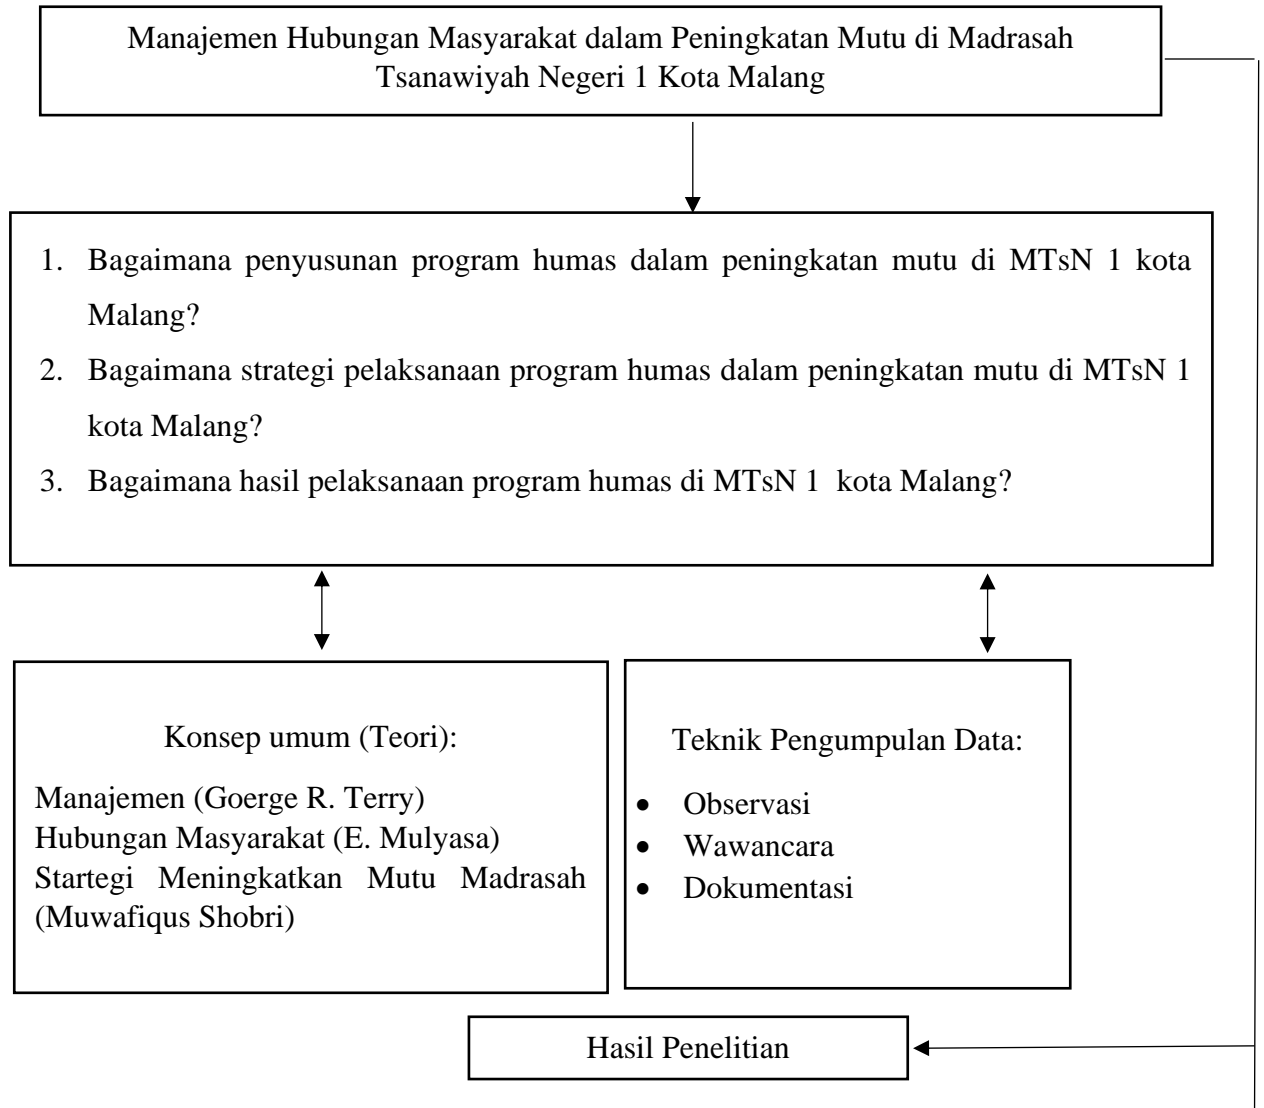 Manajemen Hubungan Masyarakat dalam Peningkatan Mutu di Madrasah
Tsanawiyah Negeri 1 Kota Malang
1. Bagaimana penyusunan program humas dalam peningkatan mutu di MTsN 1 kota
Malang?
2. Bagaimana strategi pelaksanaan program humas dalam peningkatan mutu di MTsN 1
kota Malang?
3. Bagaimana hasil pelaksanaan program humas di MTsN 1 kota Malang?
Konsep umum (Teori):
Manajemen (Goerge R. Terry)
Hubungan Masyarakat (E. Mulyasa)
Startegi Meningkatkan Mutu Madrasah
(Muwafiqus Shobri)
Teknik Pengumpulan Data:
• Observasi
• Wawancara
• Dokumentasi
Hasil Penelitian